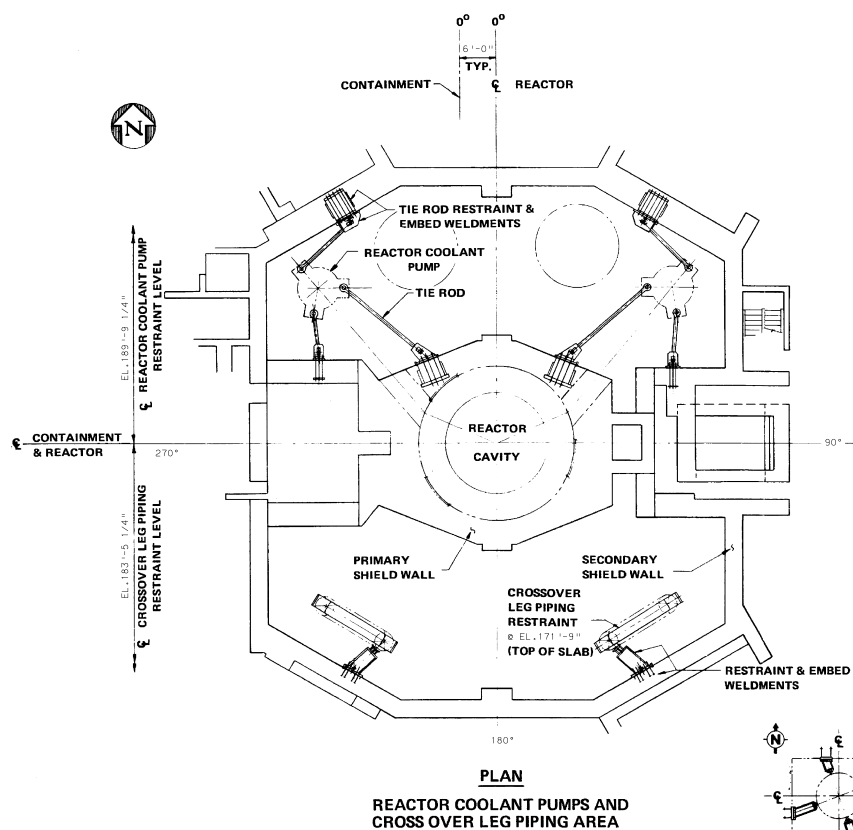 0° 0°
6'-0"
TYP.
CONTAINMENT
℄ REACTOR
N
TIE ROD RESTRAINT &
EMBED WELDMENTS
REACTOR COOLANT
PUMP
TIE ROD
EL.189'-9 1/4"
℄ REACTOR COOLANT PUMP
RESTRAINT LEVEL
REACTOR
CAVITY
℄ CONTAINMENT
& REACTOR
270°
90°
EL.183'-5 1/4"
℄ CROSSOVER LEG PIPING
RESTRAINT LEVEL
PRIMARY
SHIELD WALL
SECONDARY
SHIELD WALL
CROSSOVER
LEG PIPING
RESTRAINT
@ EL.171'-9"
(TOP OF SLAB)
RESTRAINT & EMBED
WELDMENTS
180°
N
℄
℄
PLAN
REACTOR COOLANT PUMPS AND
CROSS OVER LEG PIPING AREA